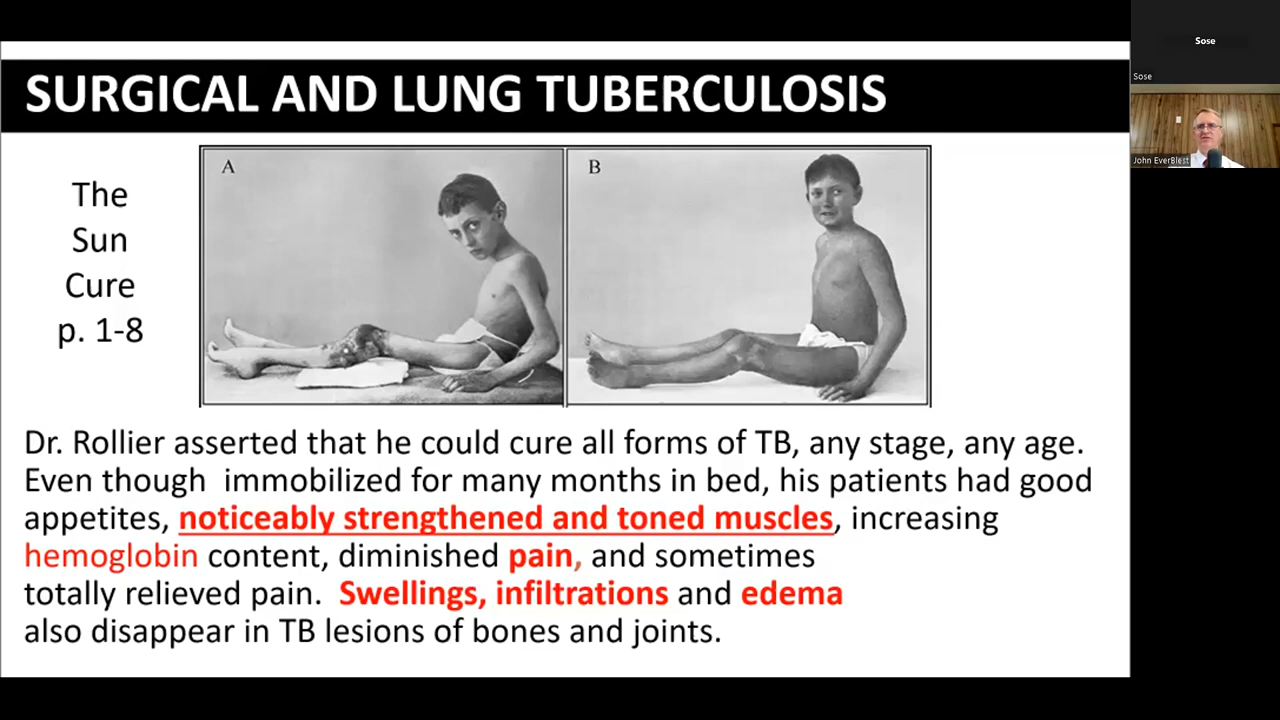 SURGICAL AND LUNG TUBERCULOSIS
The
Sun
Cure
p. 1-8
A
B
Dr. Rollier asserted that he could cure all forms of TB, any stage, any age.
Even though  immobilized for many months in bed, his patients had good
appetites, noticeably strengthened and toned muscles, increasing
hemoglobin content, diminished pain, and sometimes
totally relieved pain.  Swellings, infiltrations and edema
also disappear in TB lesions of bones and joints.
Sose
Sose
John EverBlest